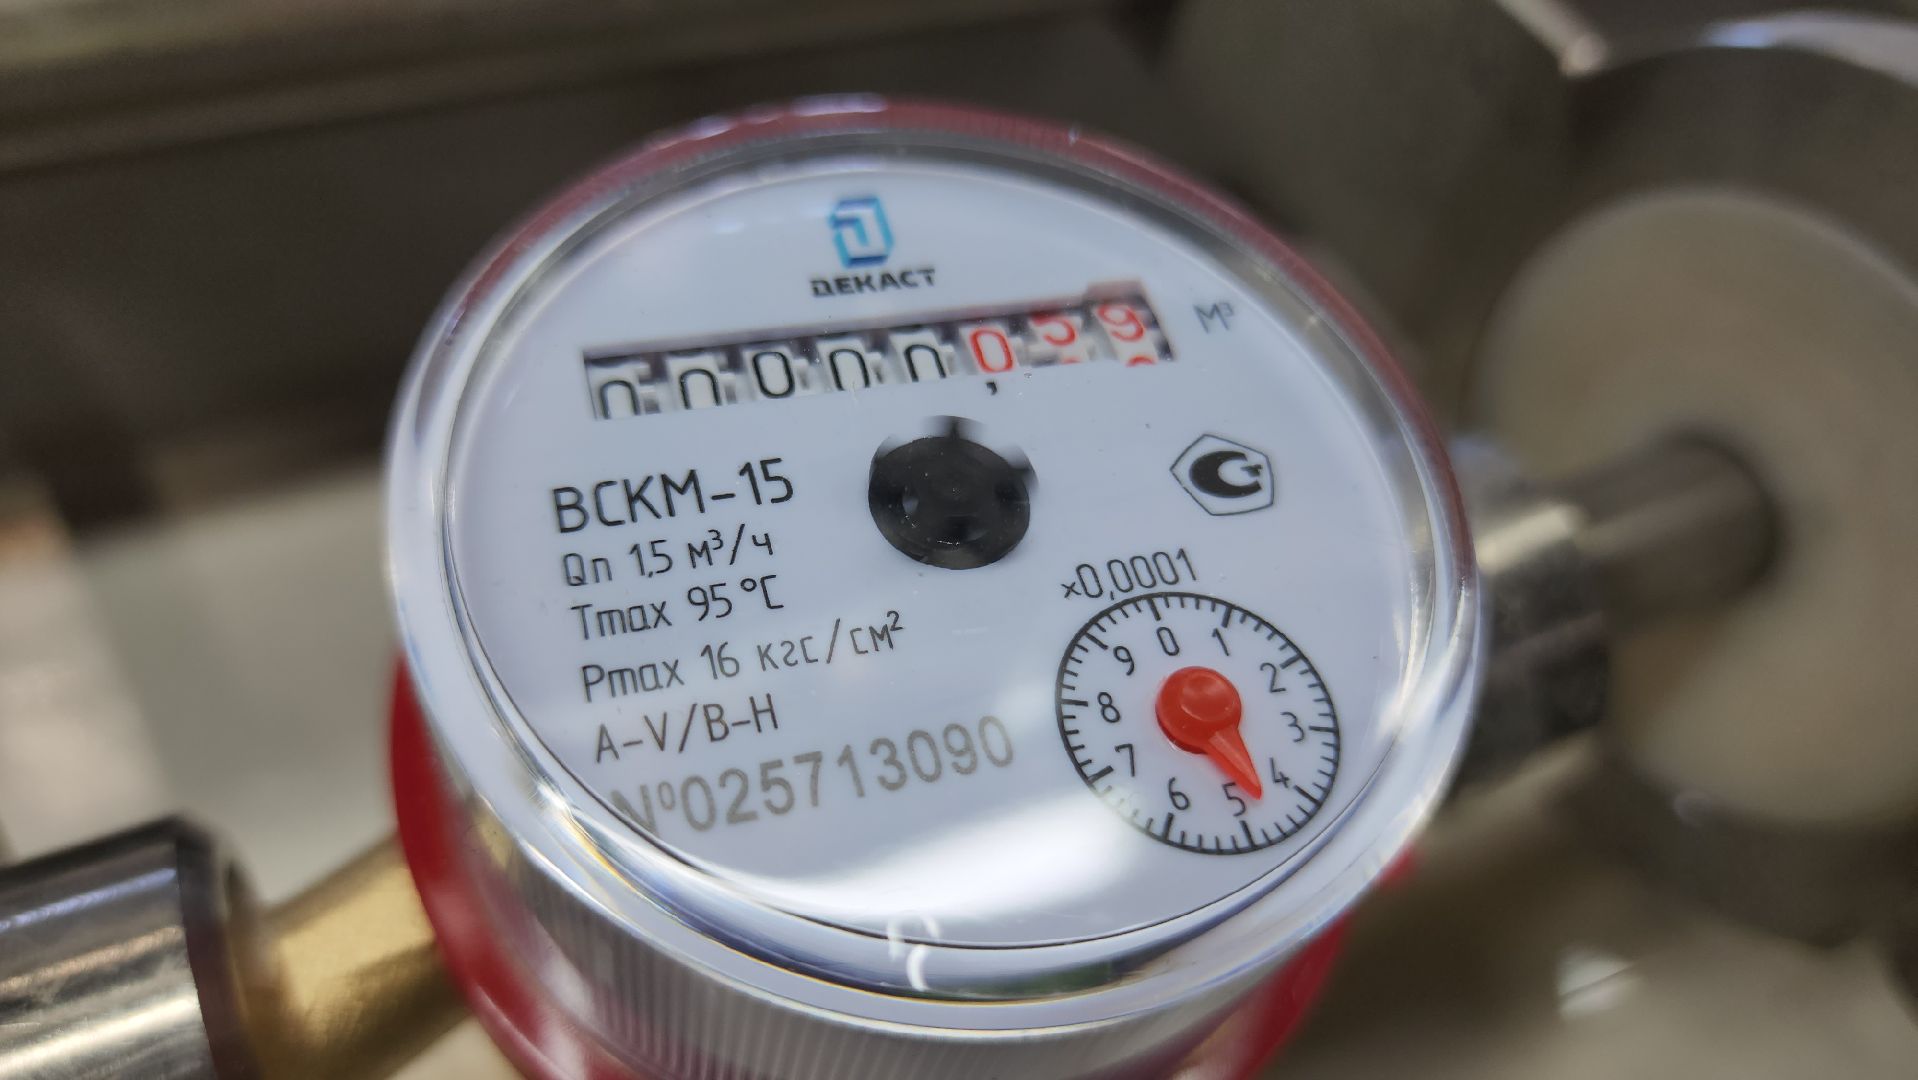 ДЕКАСТ
00000,059 М³
ВСКМ-15
Qn 1,5 м³/ч
Tmax 95 °C
Pmax 16 кгс/см²
A-V/B-H
№025713090
×0,0001
0 1 2 3 4 5 6 7 8 9